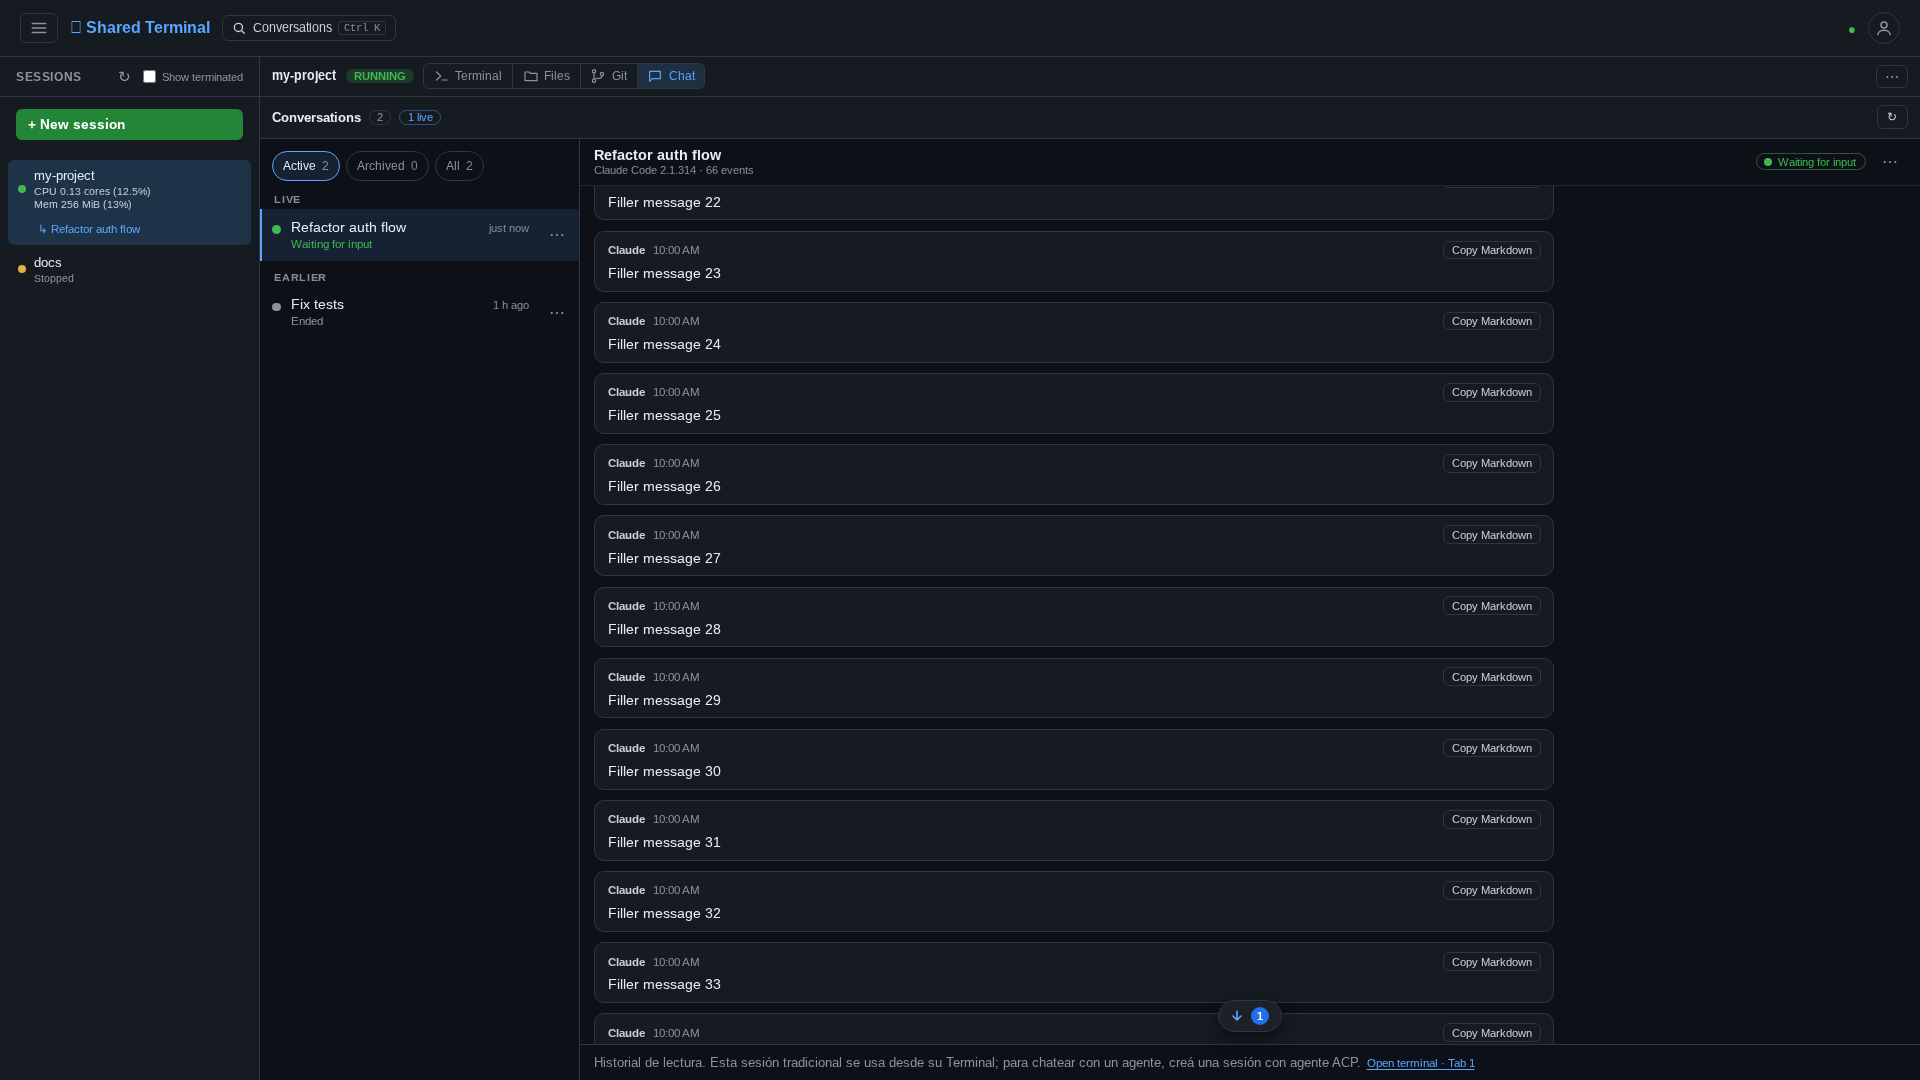 Shared Terminal
Conversations Ctrl K
SESSIONS ↻ Show terminated
my-project RUNNING Terminal Files Git Chat ⋯
+ New session
Conversations 2 1 live ↻
my-project
CPU 0.13 cores (12.5%)
Mem 256 MiB (13%)
↳ Refactor auth flow
docs
Stopped
Active 2 Archived 0 All 2
LIVE
Refactor auth flow just now ⋯
Waiting for input
EARLIER
Fix tests 1 h ago ⋯
Ended
Refactor auth flow
Claude Code 2.1.314 · 66 events
Waiting for input ⋯
Filler message 22
Claude 10:00 AM Copy Markdown
Filler message 23
Claude 10:00 AM Copy Markdown
Filler message 24
Claude 10:00 AM Copy Markdown
Filler message 25
Claude 10:00 AM Copy Markdown
Filler message 26
Claude 10:00 AM Copy Markdown
Filler message 27
Claude 10:00 AM Copy Markdown
Filler message 28
Claude 10:00 AM Copy Markdown
Filler message 29
Claude 10:00 AM Copy Markdown
Filler message 30
Claude 10:00 AM Copy Markdown
Filler message 31
Claude 10:00 AM Copy Markdown
Filler message 32
Claude 10:00 AM Copy Markdown
Filler message 33
1
Claude 10:00 AM Copy Markdown
Historial de lectura. Esta sesión tradicional se usa desde su Terminal; para chatear con un agente, creá una sesión con agente ACP. Open terminal · Tab 1